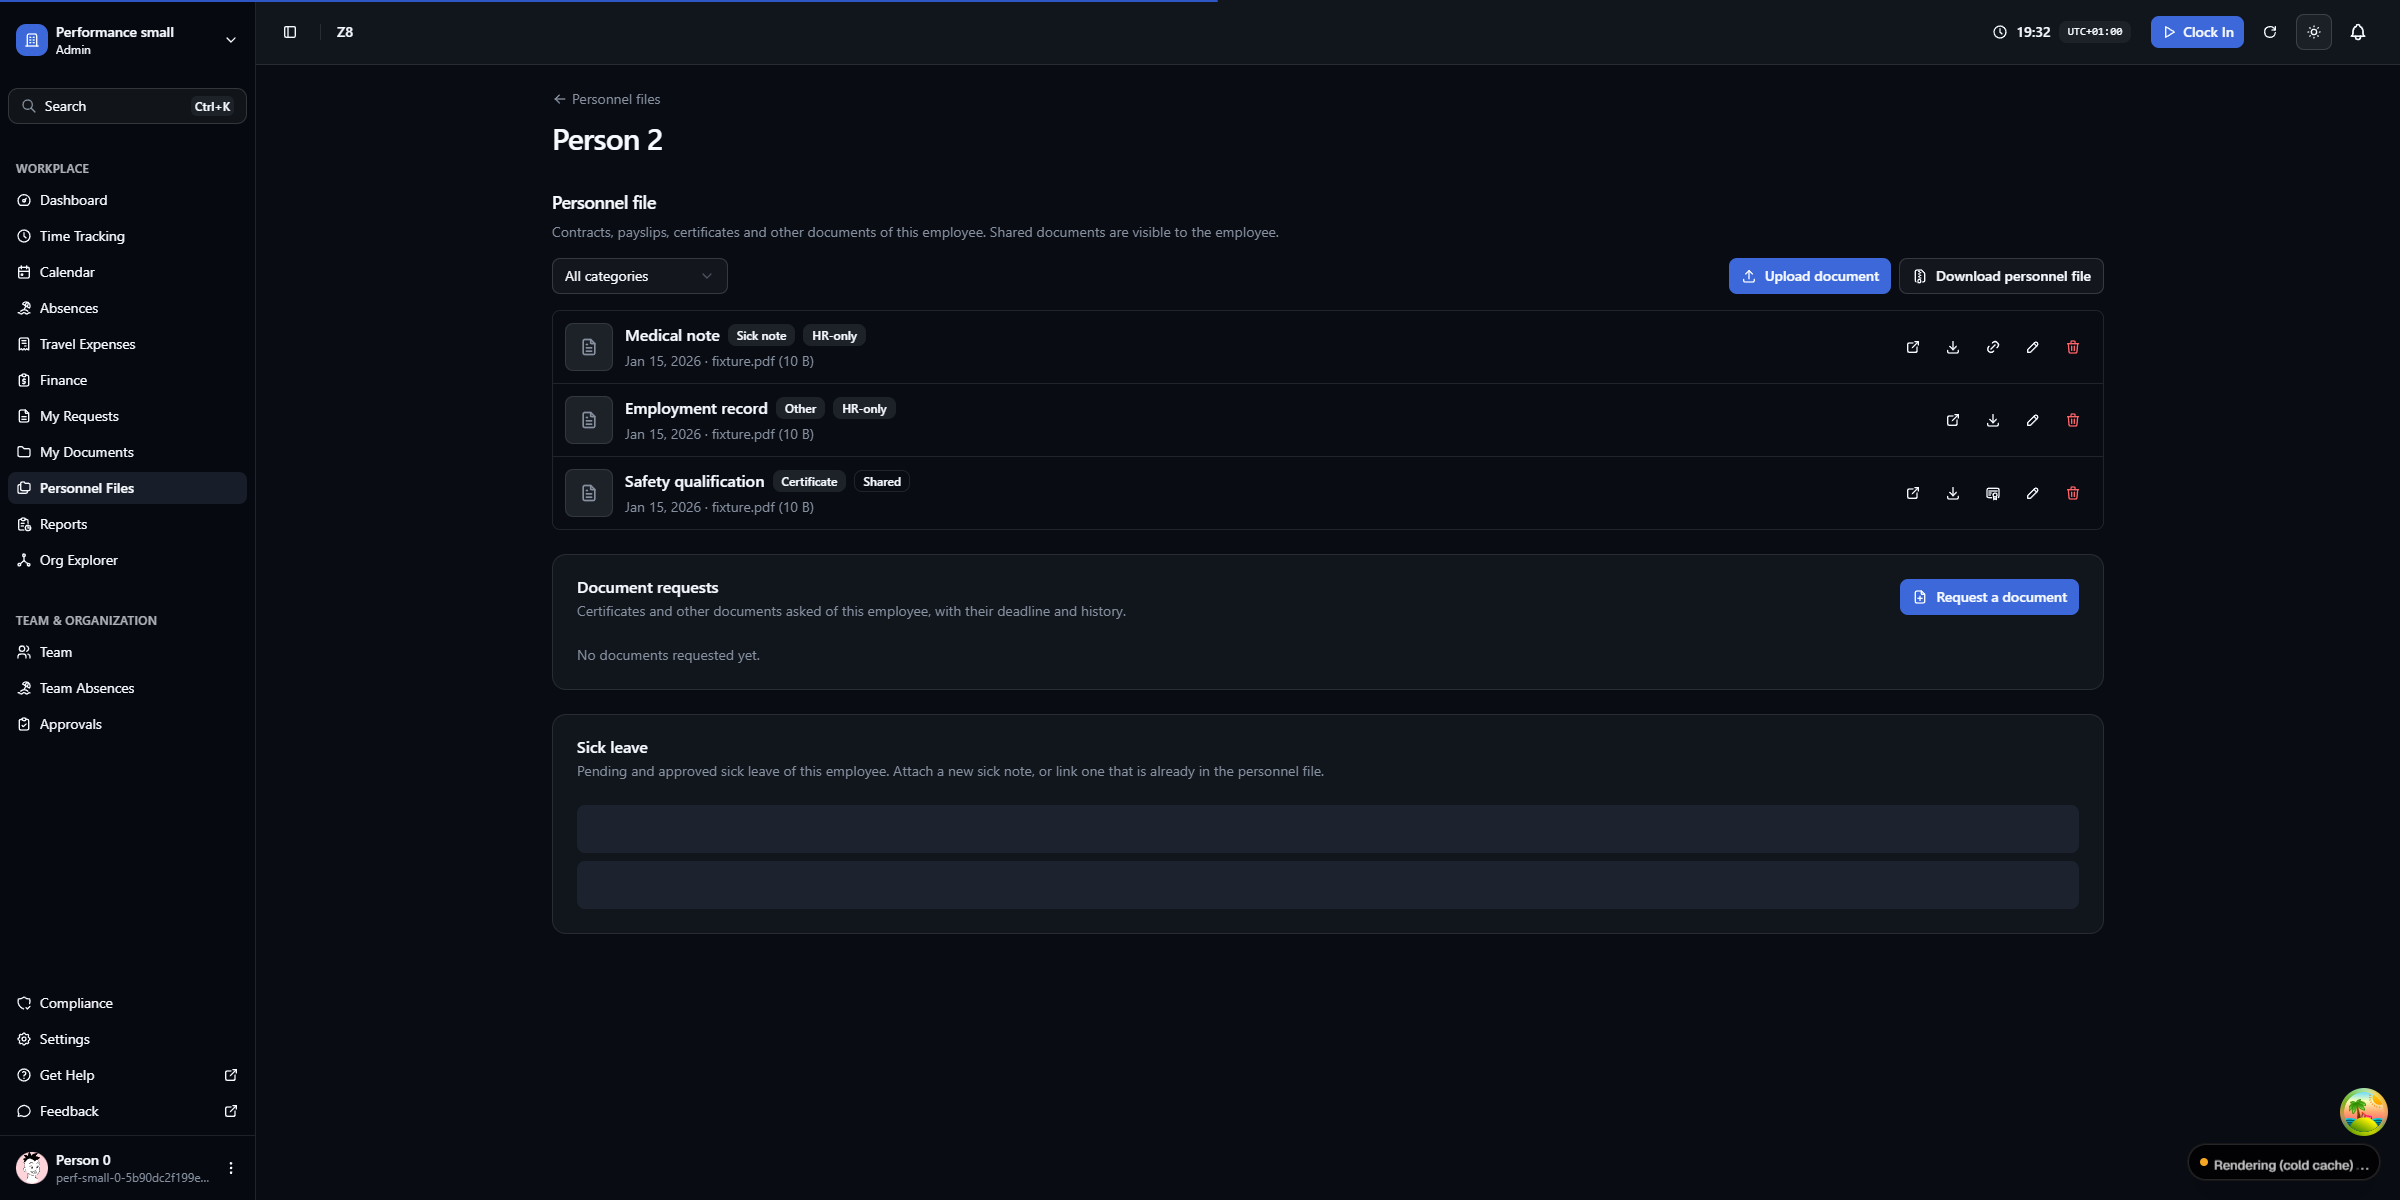 Performance small
Admin
Z8
19:32
UTC+01:00
Clock In
Search
Ctrl+K
WORKPLACE
Dashboard
Time Tracking
Calendar
Absences
Travel Expenses
Finance
My Requests
My Documents
Personnel Files
Reports
Org Explorer
TEAM & ORGANIZATION
Team
Team Absences
Approvals
Compliance
Settings
Get Help
Feedback
Person 0
perf-small-0-5b90dc2f199e...
Personnel files
Person 2
Personnel file
Contracts, payslips, certificates and other documents of this employee. Shared documents are visible to the employee.
All categories
Upload document
Download personnel file
Medical note Sick note HR-only
Jan 15, 2026 · fixture.pdf (10 B)
Employment record Other HR-only
Jan 15, 2026 · fixture.pdf (10 B)
Safety qualification Certificate Shared
Jan 15, 2026 · fixture.pdf (10 B)
Document requests
Certificates and other documents asked of this employee, with their deadline and history.
Request a document
No documents requested yet.
Sick leave
Pending and approved sick leave of this employee. Attach a new sick note, or link one that is already in the personnel file.
Rendering (cold cache) ...